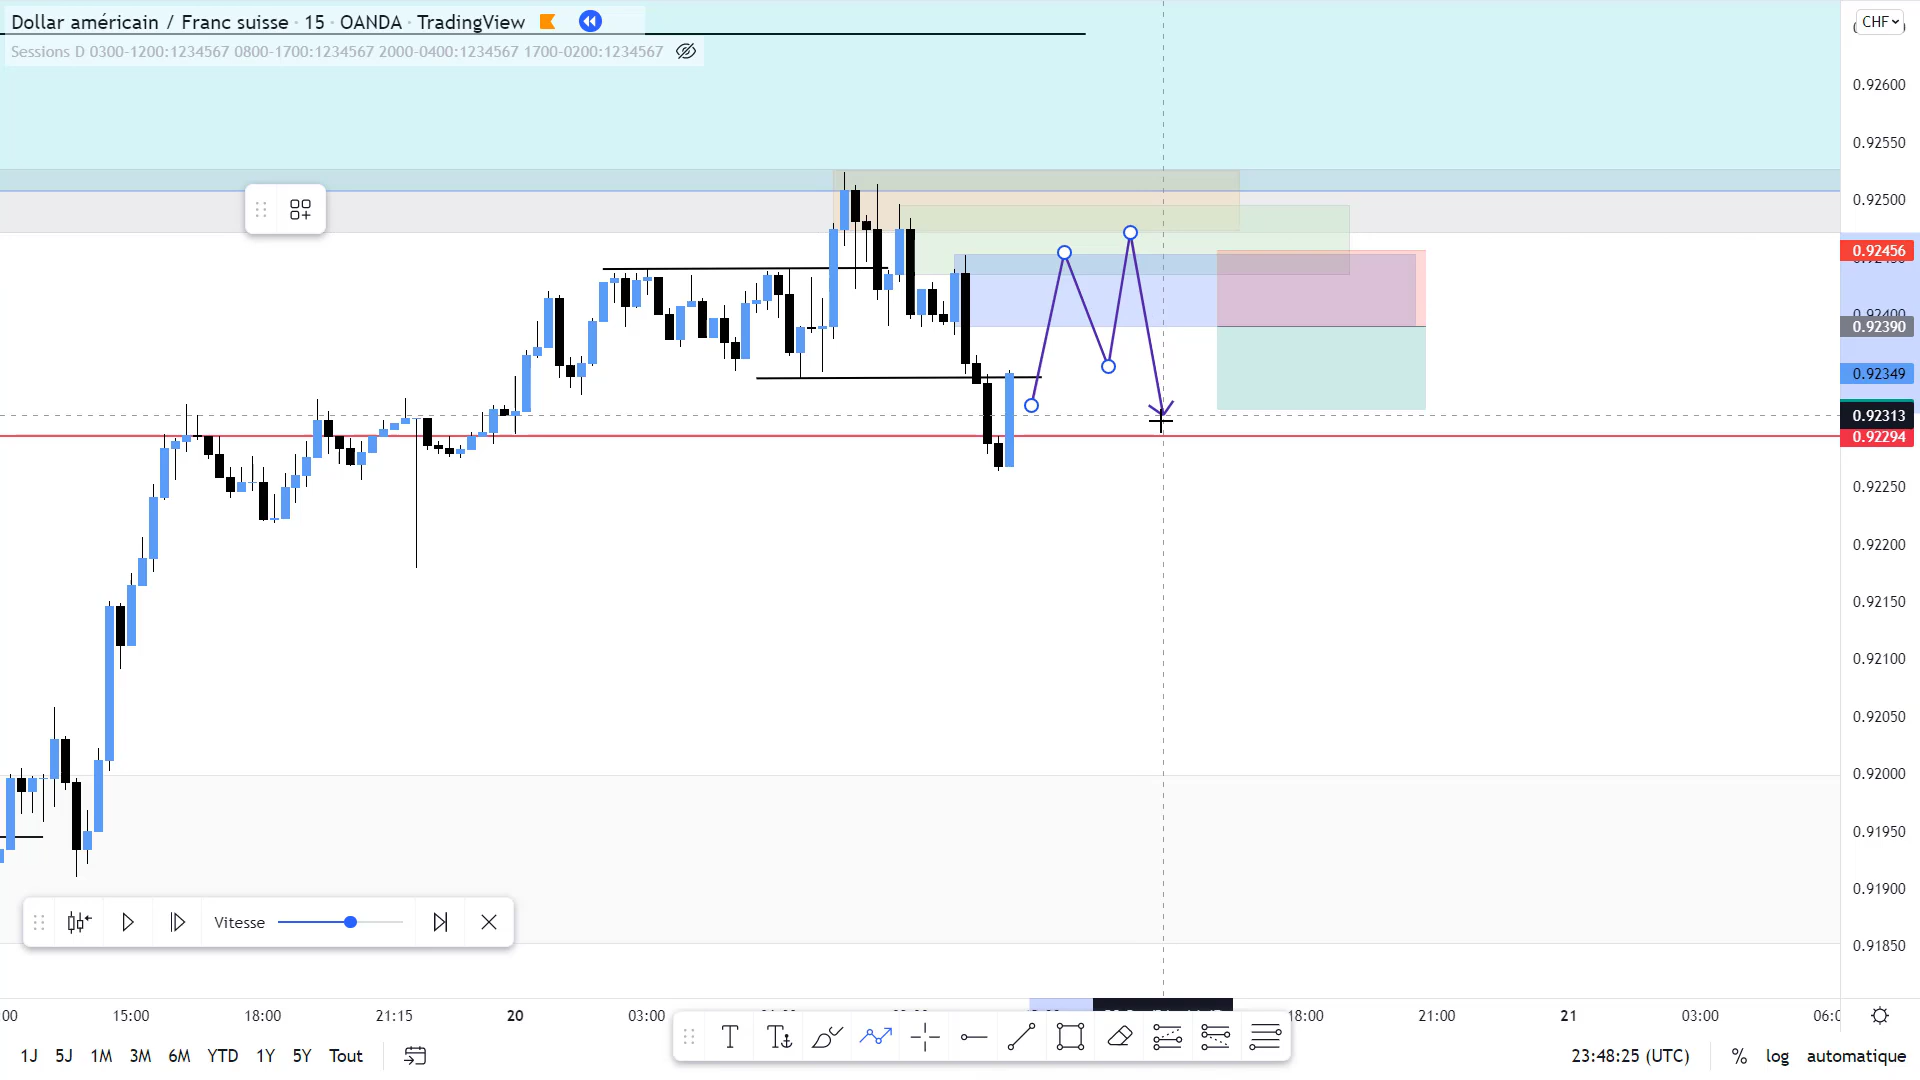 Dollar américain / Franc suisse · 15 · OANDA · TradingView
CHF
Sessions D 0300-1200:1234567 0800-1700:1234567 2000-0400:1234567 1700-0200:1234567
0.92600
0.92550
0.92500
0.92456
0.92400
0.92390
0.92349
0.92313
0.92294
0.92250
0.92200
0.92150
0.92100
0.92050
0.92000
0.91950
0.91900
0.91850
Vitesse
:00 15:00 18:00 21:15 20 03:00 18:00 21:00 21 03:00 06:0
1J 5J 1M 3M 6M YTD 1Y 5Y Tout
23:48:25 (UTC) % log automatique